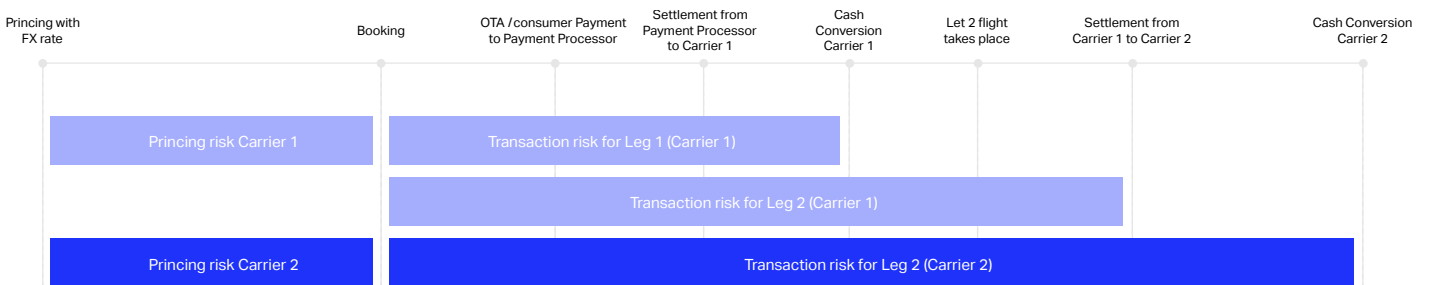 Princing with
FX rate
Booking
OTA / consumer Payment
to Payment Processor
Settlement from
Payment Processor
to Carrier 1
Cash
Conversion
Carrier 1
Let 2 flight
takes place
Settlement from
Carrier 1 to Carrier 2
Cash Conversion
Carrier 2
Princing risk Carrier 1
Transaction risk for Leg 1 (Carrier 1)
Transaction risk for Leg 2 (Carrier 1)
Princing risk Carrier 2
Transaction risk for Leg 2 (Carrier 2)